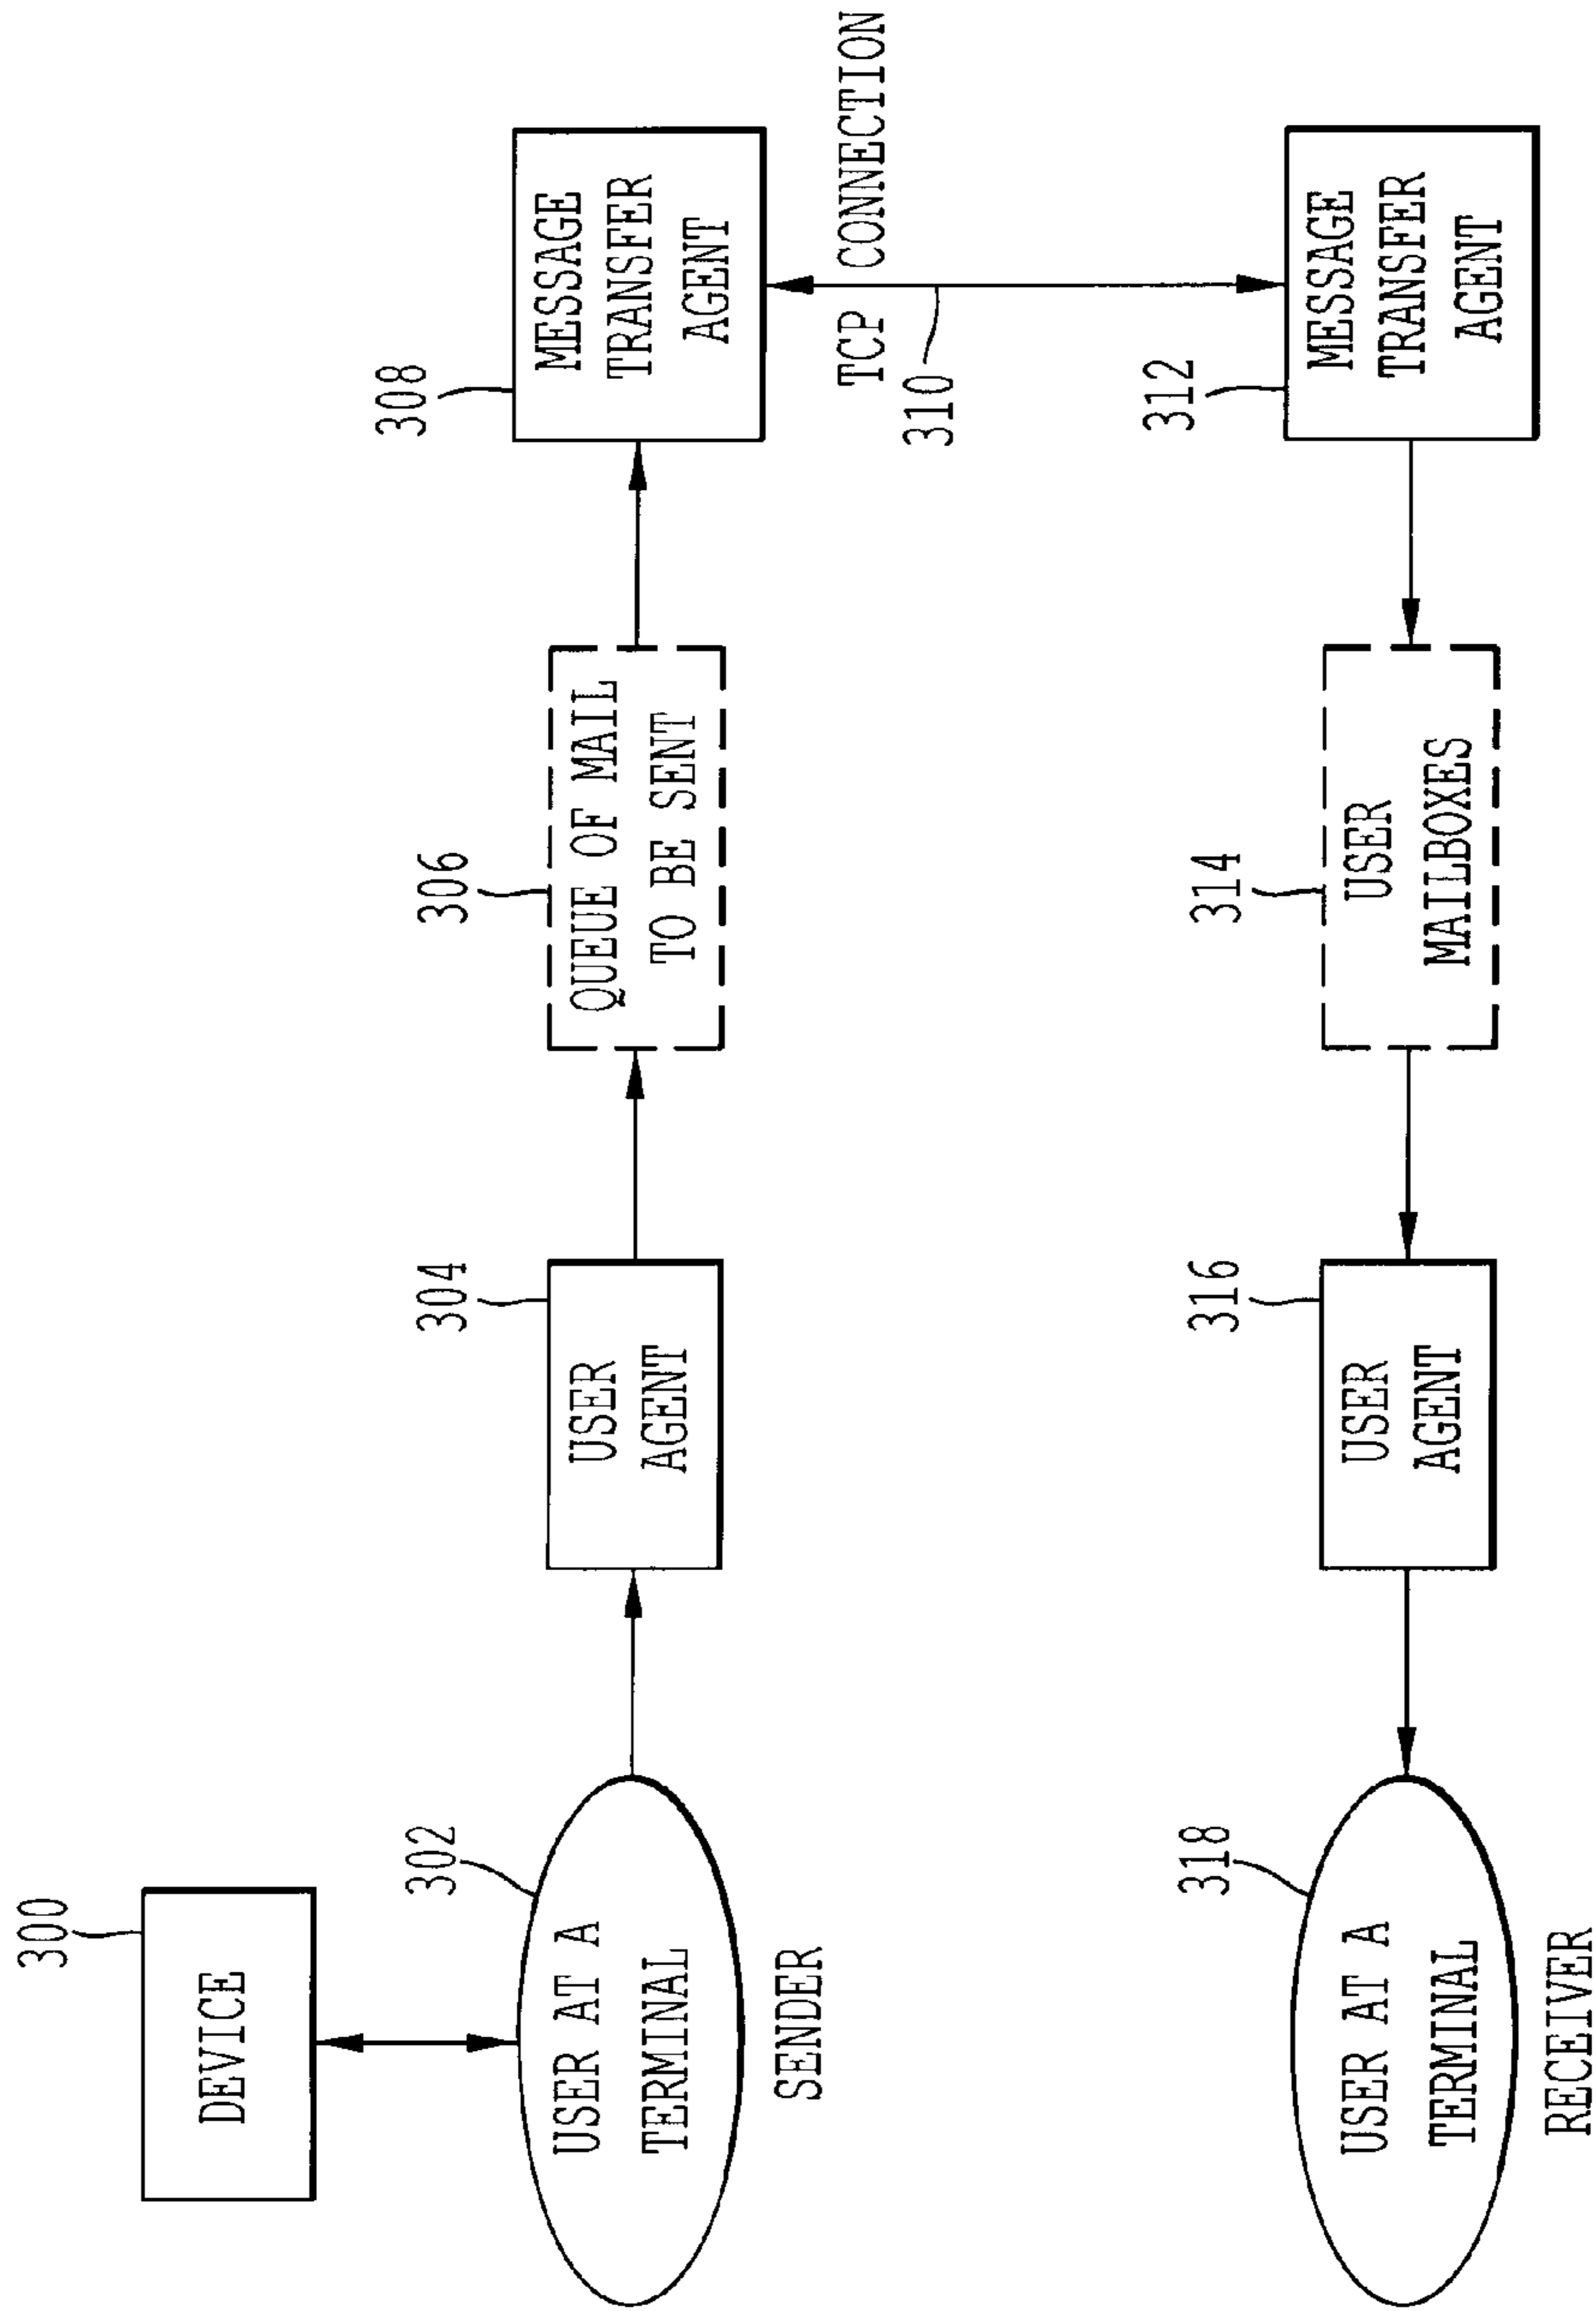 300
DEVICE
302
USER AT A
TERMINAL
SENDER
304
USER
AGENT
306
QUEUE OF MAIL
TO BE SENT
308
MESSAGE
TRANSFER
AGENT
TCP CONNECTION
310
312
MESSAGE
TRANSFER
AGENT
314
USER
MAILBOXES
316
USER
AGENT
318
USER AT A
TERMINAL
RECEIVER